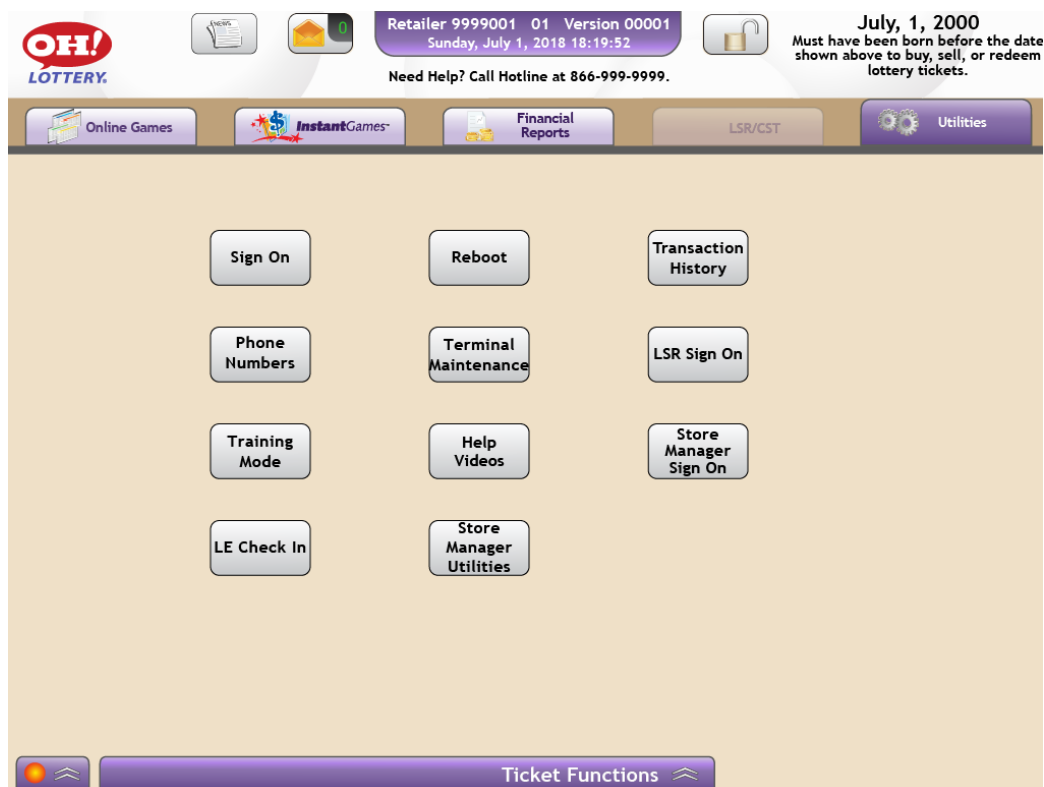 OH!
LOTTERY.
NEWS
0
Retailer 9999001 01 Version 00001
Sunday, July 1, 2018 18:19:52
Need Help? Call Hotline at 866-999-9999.
July, 1, 2000
Must have been born before the date
shown above to buy, sell, or redeem
lottery tickets.
Online Games
InstantGames
Financial
Reports
LSR/CST
Utilities
Sign On
Reboot
Transaction
History
Phone
Numbers
Terminal
Maintenance
LSR Sign On
Training
Mode
Help
Videos
Store
Manager
Sign On
LE Check In
Store
Manager
Utilities
Ticket Functions